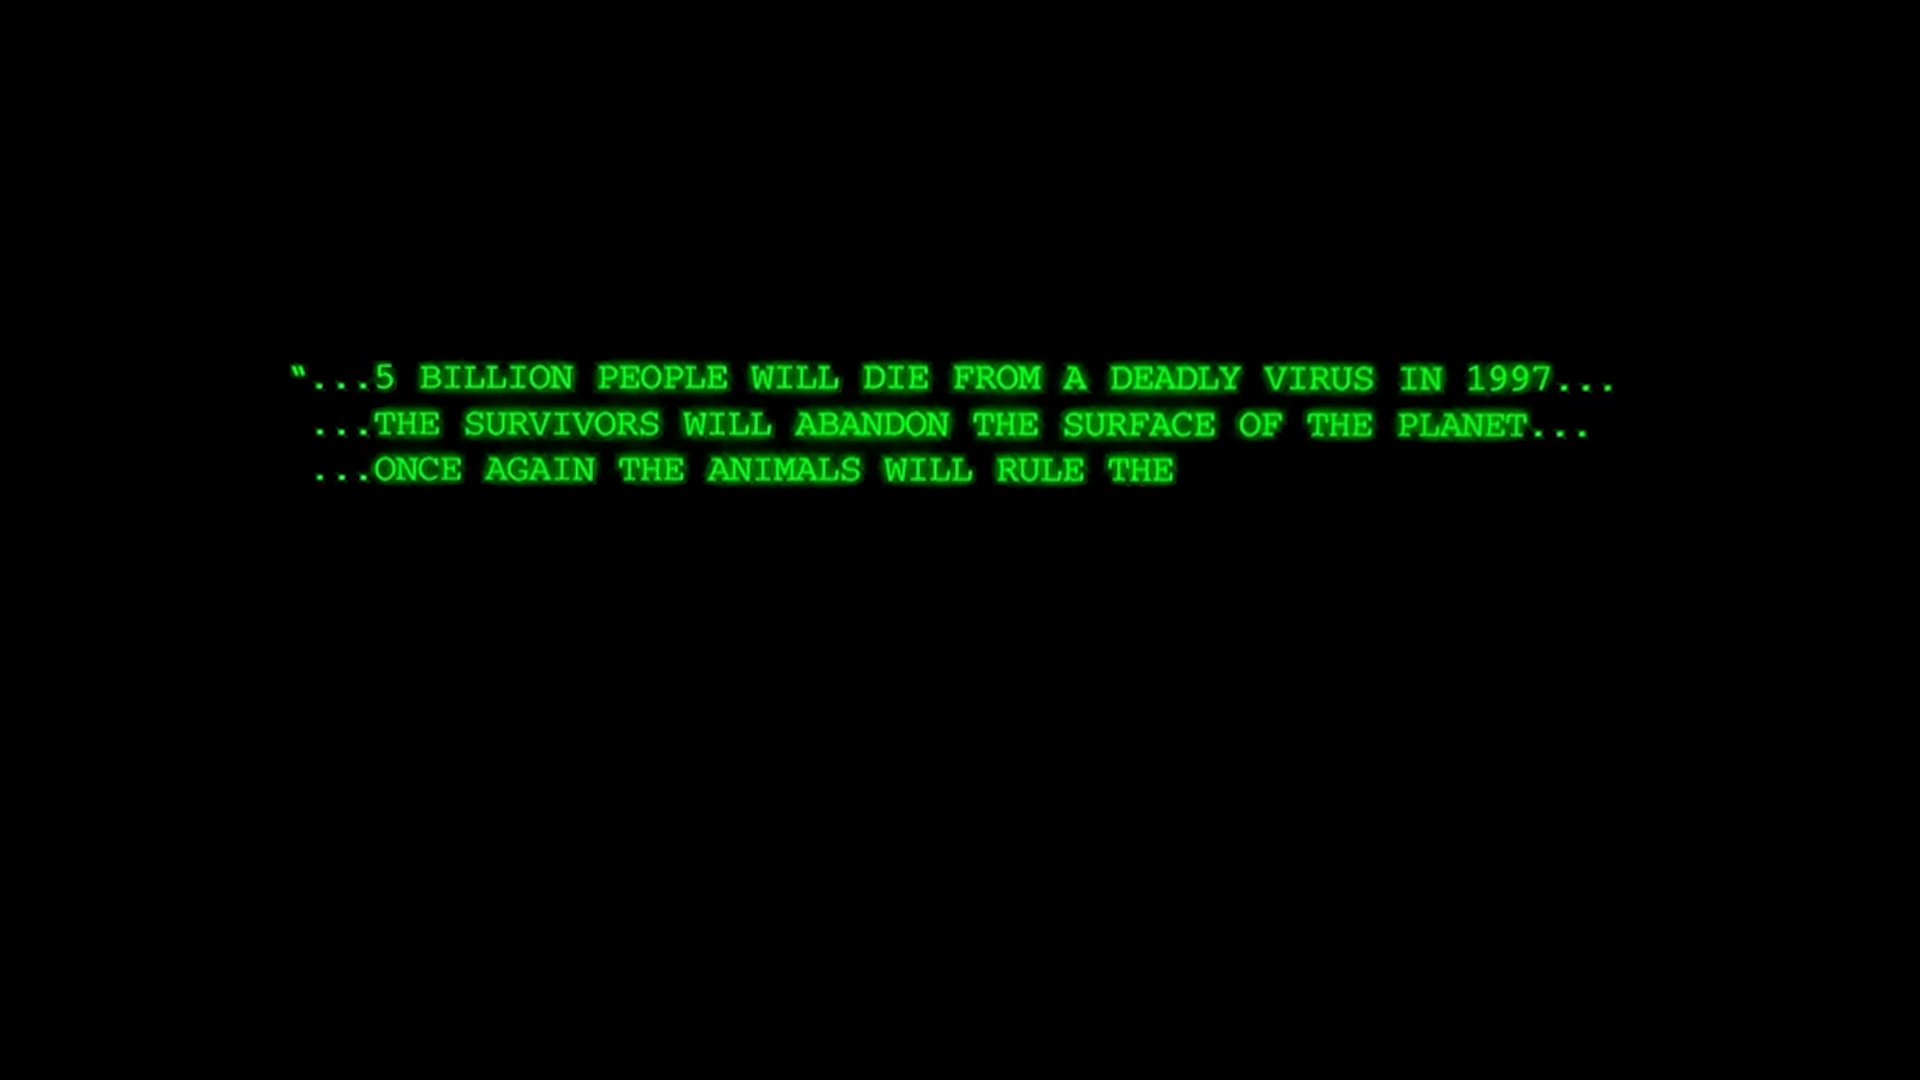 “...5 BILLION PEOPLE WILL DIE FROM A DEADLY VIRUS IN 1997...
...THE SURVIVORS WILL ABANDON THE SURFACE OF THE PLANET...
...ONCE AGAIN THE ANIMALS WILL RULE THE